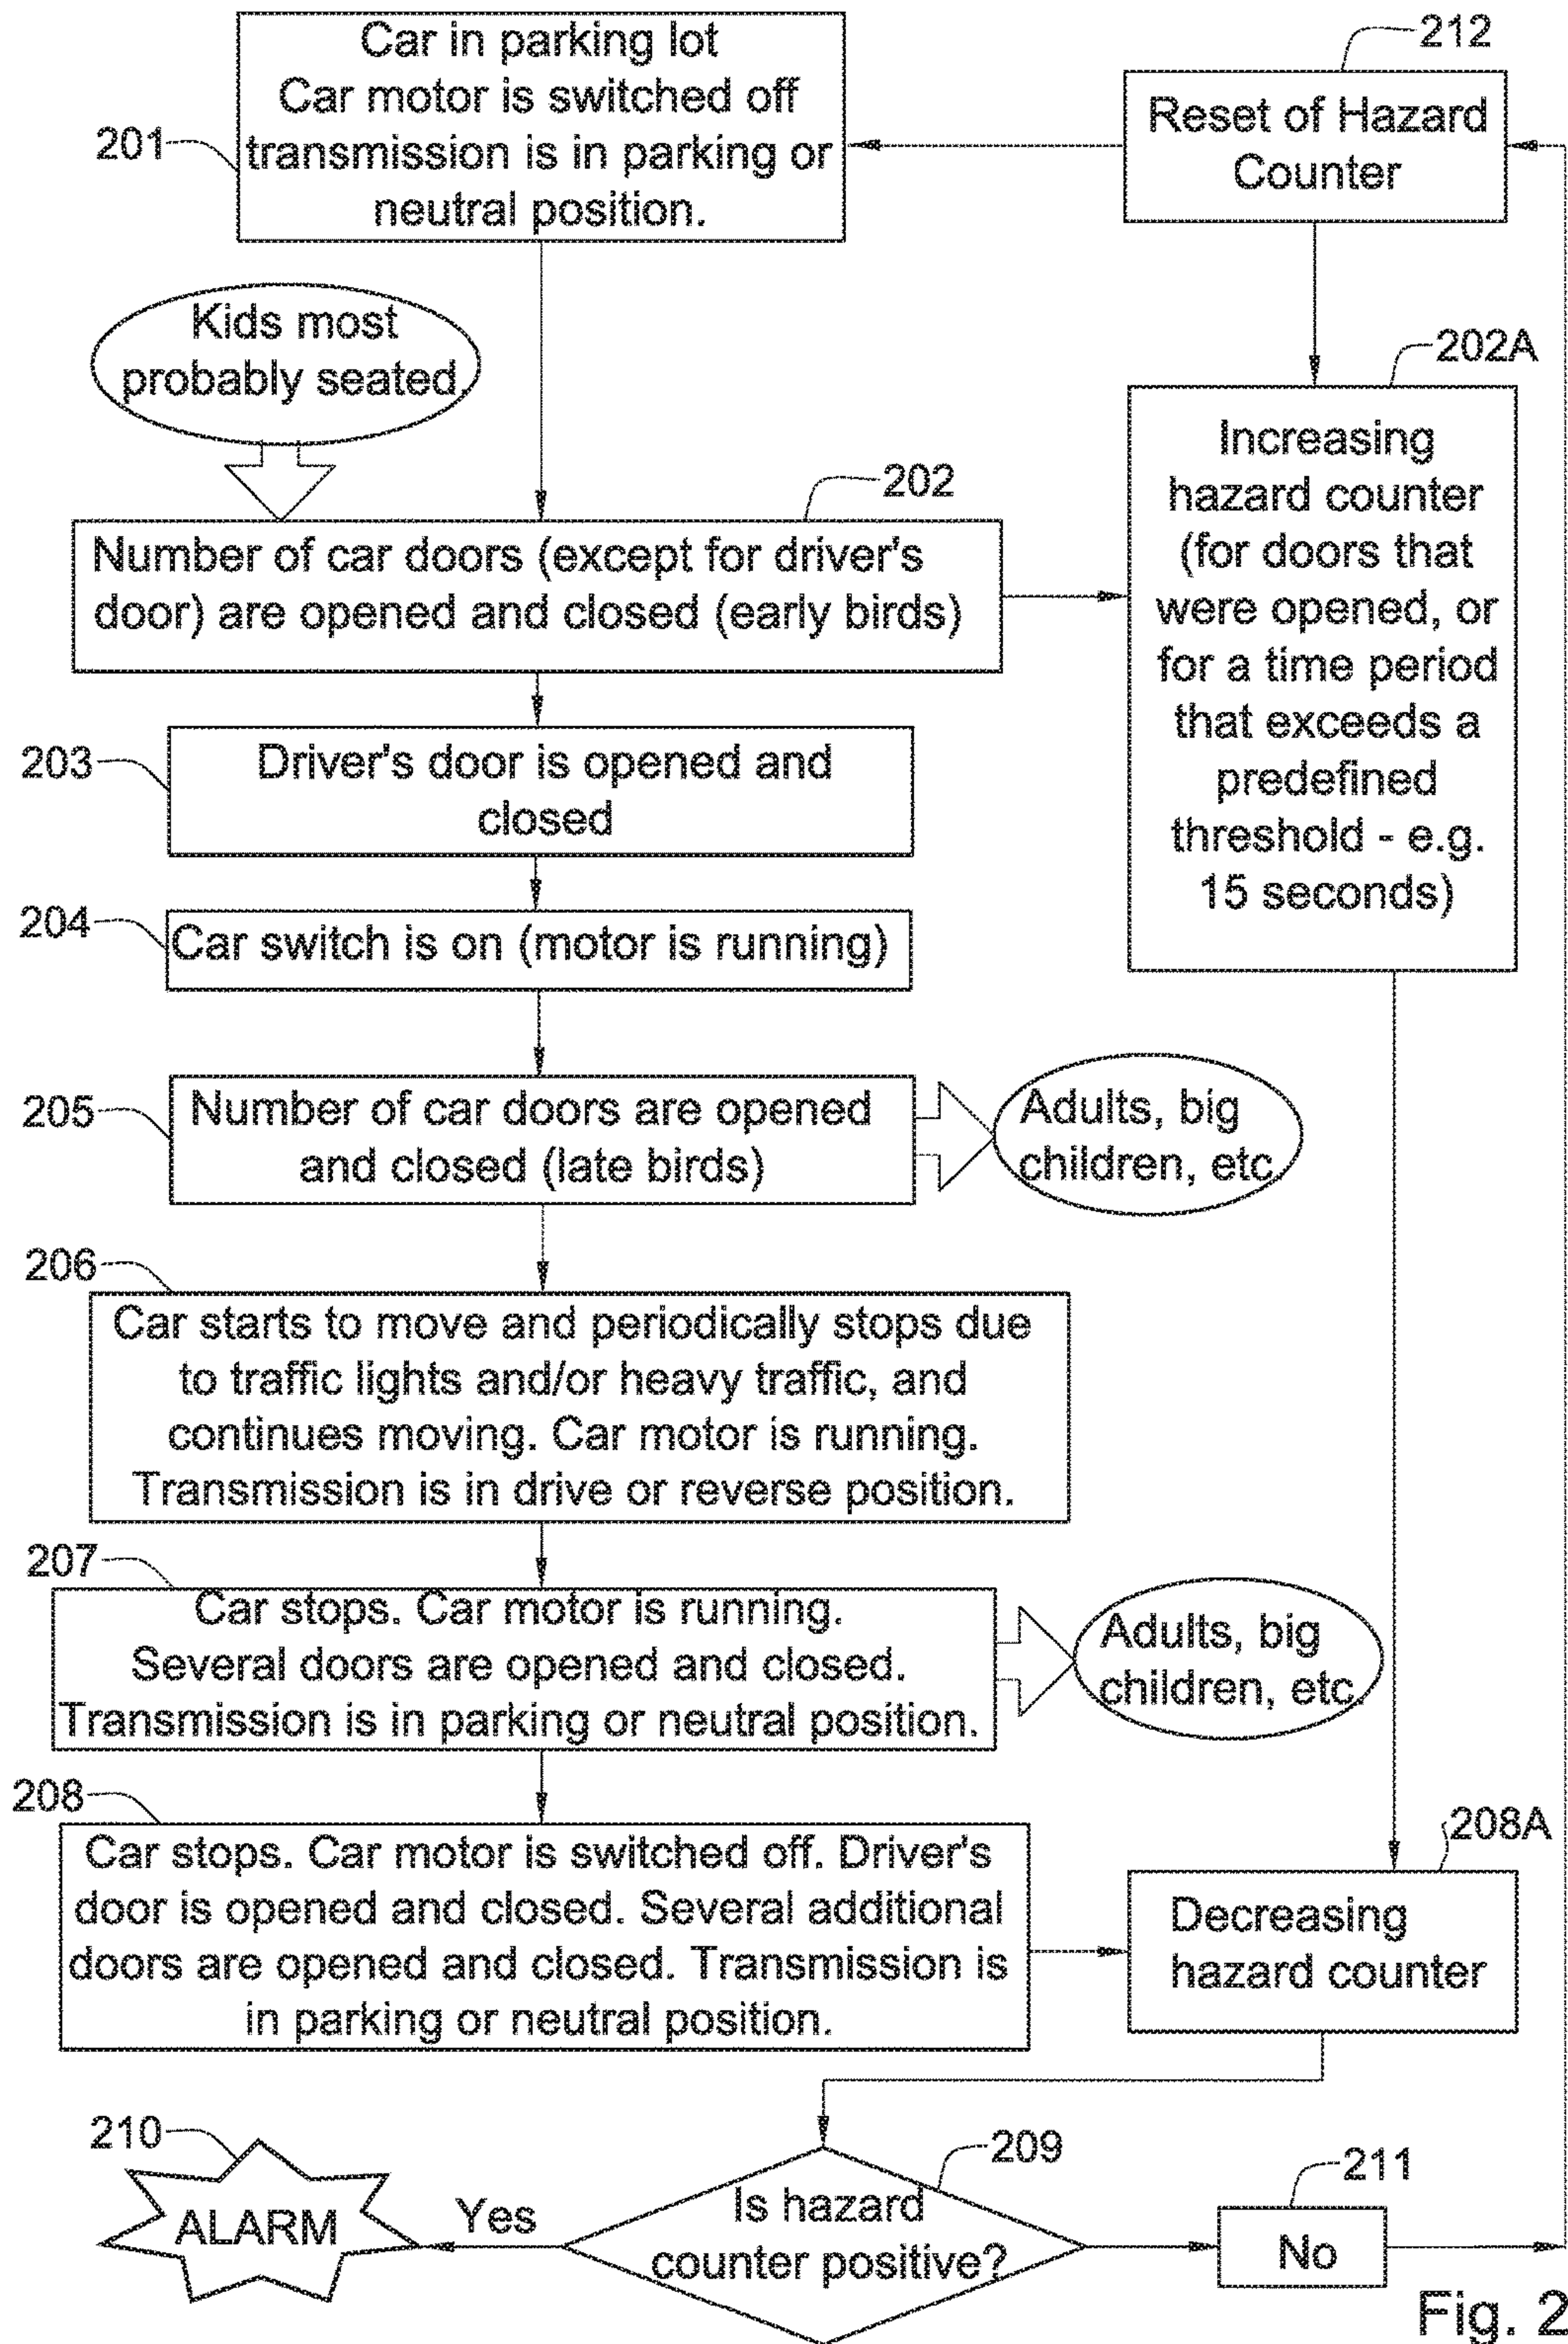 Car in parking lot
Car motor is switched off
transmission is in parking or
neutral position.
201
212
Reset of Hazard
Counter
Kids most
probably seated
202A
Increasing
hazard counter
(for doors that
were opened, or
for a time period
that exceeds a
predefined
threshold - e.g.
15 seconds)
202
Number of car doors (except for driver's
door) are opened and closed (early birds)
203
Driver's door is opened and
closed
204
Car switch is on (motor is running)
205
Number of car doors are opened
and closed (late birds)
Adults, big
children, etc
206
Car starts to move and periodically stops due
to traffic lights and/or heavy traffic, and
continues moving. Car motor is running.
Transmission is in drive or reverse position.
207
Car stops. Car motor is running.
Several doors are opened and closed.
Transmission is in parking or neutral position.
Adults, big
children, etc.
208
Car stops. Car motor is switched off. Driver's
door is opened and closed. Several additional
doors are opened and closed. Transmission is
in parking or neutral position.
208A
Decreasing
hazard counter
210
ALARM
Yes
209
Is hazard
counter positive?
211
No
Fig. 2